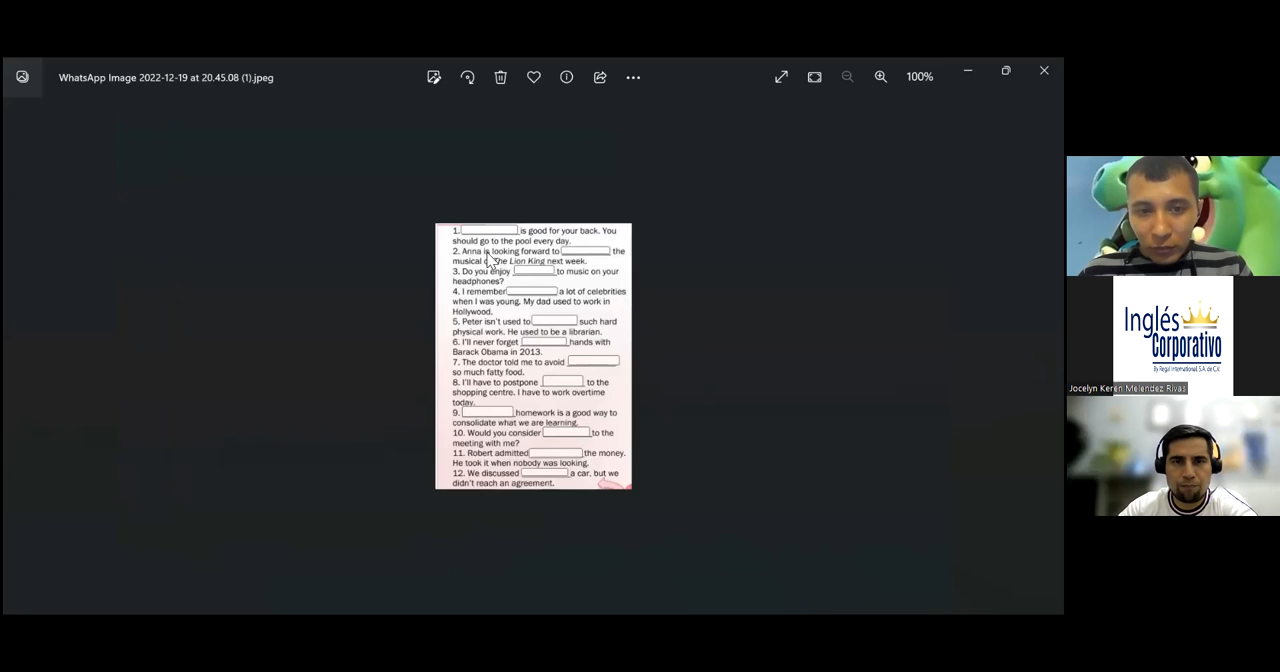 WhatsApp Image 2022-12-19 at 20.45.08 (1).jpeg
100%
1. is good for your back. You
should go to the pool every day.
2. Anna is looking forward to the
musical The Lion King next week.
3. Do you enjoy to music on your
headphones?
4. I remember a lot of celebrities
when I was young. My dad used to work in
Hollywood.
5. Peter isn't used to such hard
physical work. He used to be a librarian.
6. I'll never forget hands with
Barack Obama in 2013.
7. The doctor told me to avoid
so much fatty food.
8. I'll have to postpone to the
shopping centre. I have to work overtime
today.
9. homework is a good way to
consolidate what we are learning.
10. Would you consider to the
meeting with me?
11. Robert admitted the money.
He took it when nobody was looking.
12. We discussed a car, but we
didn't reach an agreement.
Inglés
Corporativo
By Regal International, S.A. de C.V.
Jocelyn Keren Melendez Rivas